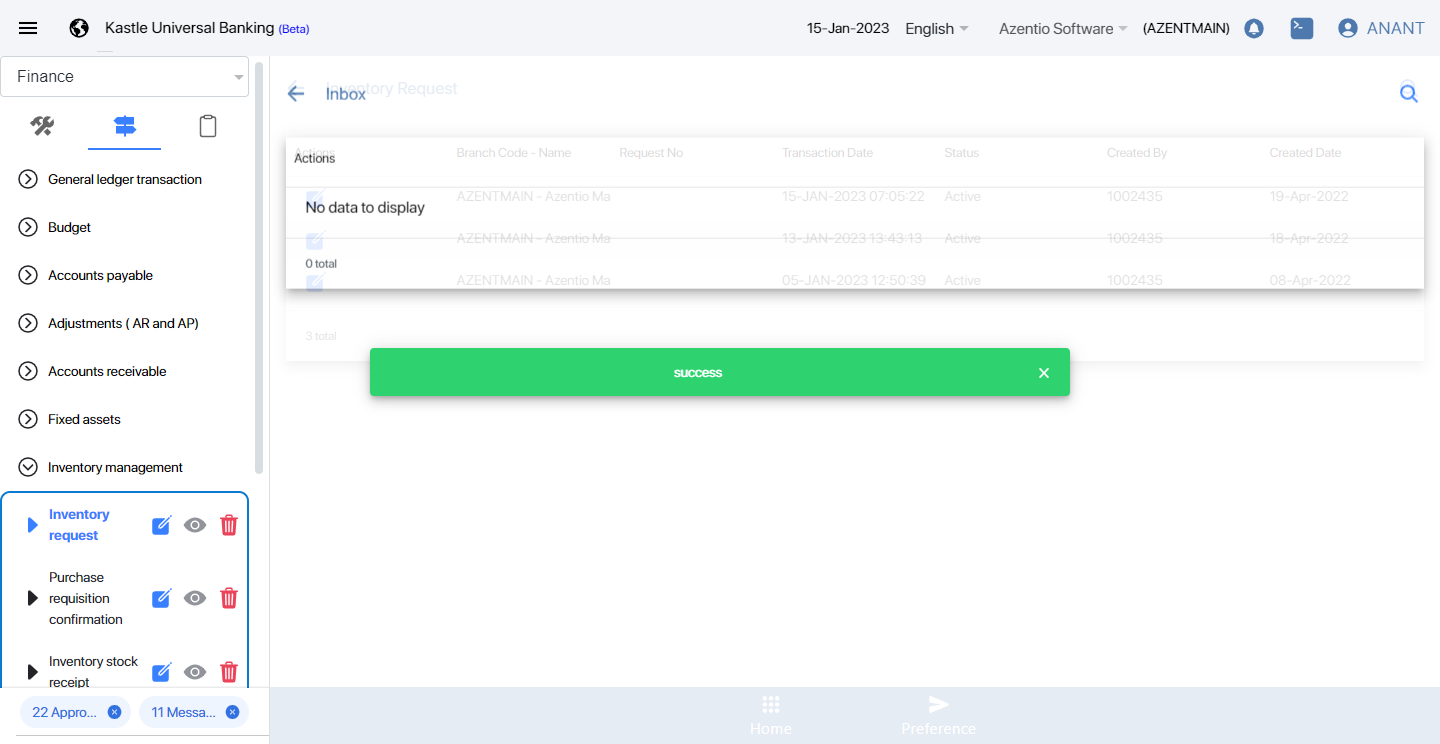 Kastle Universal Banking (Beta)
15-Jan-2023 English Azentio Software (AZENTMAIN) ANANT
Finance
General ledger transaction
Budget
Accounts payable
Adjustments ( AR and AP)
Accounts receivable
Fixed assets
Inventory management
Inventory
request
Purchase
requisition
confirmation
Inventory stock
receipt
22 Appro...
11 Messa...
Inventory Request
Inbox
Actions Branch Code - Name Request No Transaction Date Status Created By Created Date
Actions
AZENTMAIN - Azentio Ma 15-JAN-2023 07:05:22 Active 1002435 19-Apr-2022
No data to display
AZENTMAIN - Azentio Ma 13-JAN-2023 13:43:13 Active 1002435 18-Apr-2022
0 total
AZENTMAIN - Azentio Ma 05-JAN-2023 12:50:39 Active 1002435 08-Apr-2022
3 total
success
Home
Preference